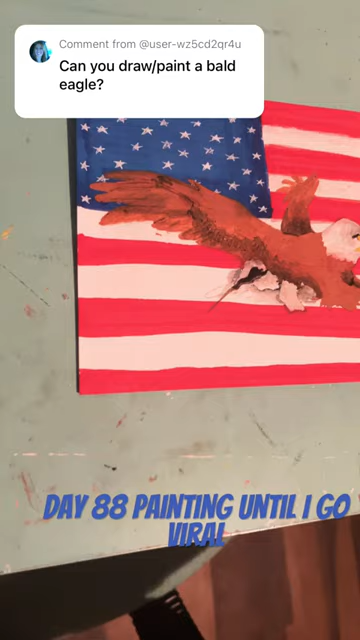 Comment from @user-wz5cd2qr4u
Can you draw/paint a bald
eagle?
DAY 88 PAINTING UNTIL I GO
VIRAL